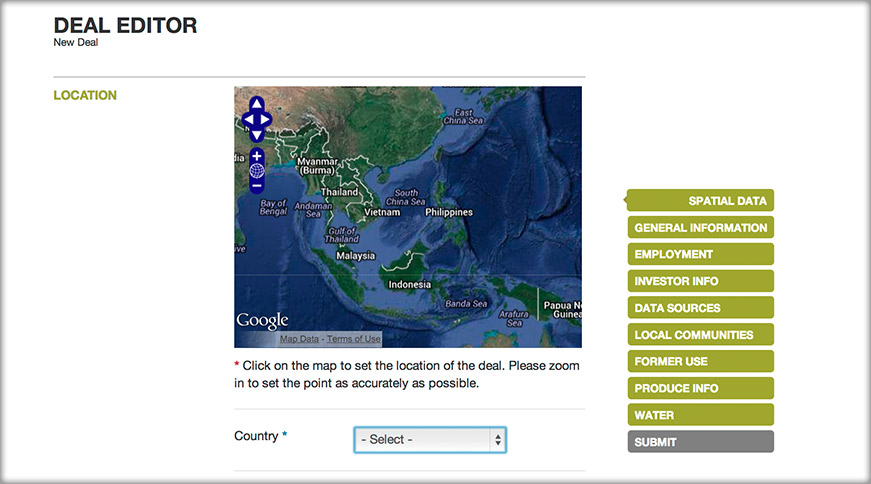 DEAL EDITOR
New Deal
LOCATION
East
China Sea
Myanmar
(Burma)
Thailand
Bay of
Bengal
Andaman
Sea
South
China Sea
Vietnam
Philippines
Gulf of
Thailand
Malaysia
Indonesia
Banda Sea
Arafura
Sea
Papua N
Guinea
Google
Map Data - Terms of Use
* Click on the map to set the location of the deal. Please zoom
in to set the point as accurately as possible.
Country *
- Select -
SPATIAL DATA
GENERAL INFORMATION
EMPLOYMENT
INVESTOR INFO
DATA SOURCES
LOCAL COMMUNITIES
FORMER USE
PRODUCE INFO
WATER
SUBMIT